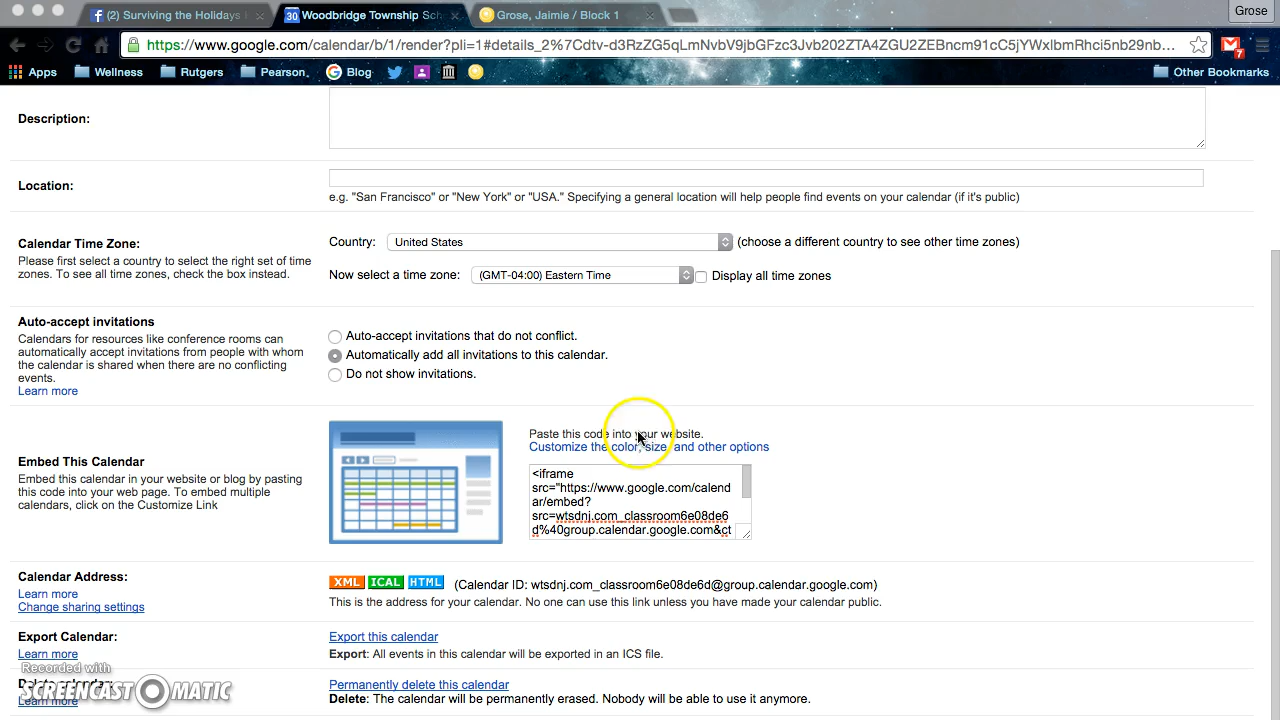 (2) Surviving the Holidays
30 Woodbridge Township Sch
Grose, Jaimie / Block 1
Grose
https://www.google.com/calendar/b/1/render?pli=1#details_2%7Cdtv-d3RzZG5qLmNvbV9jbGFzc3Jvb202ZTA4ZGU2ZEBncm91cC5jYWxlbmRhci5nb29nb...
7
Apps Wellness Rutgers Pearson Blog Other Bookmarks
Description:
Location:
e.g. "San Francisco" or "New York" or "USA." Specifying a general location will help people find events on your calendar (if it's public)
Calendar Time Zone:
Please first select a country to select the right set of time
zones. To see all time zones, check the box instead.
Country: United States (choose a different country to see other time zones)
Now select a time zone: (GMT-04:00) Eastern Time Display all time zones
Auto-accept invitations
Calendars for resources like conference rooms can
automatically accept invitations from people with whom
the calendar is shared when there are no conflicting
events.
Learn more
Auto-accept invitations that do not conflict.
Automatically add all invitations to this calendar.
Do not show invitations.
Embed This Calendar
Embed this calendar in your website or blog by pasting
this code into your web page. To embed multiple
calendars, click on the Customize Link
Paste this code into your website.
Customize the color, size, and other options
<iframe
src="https://www.google.com/calend
ar/embed?
src=wtsdnj.com_classroom6e08de6
d%40group.calendar.google.com&ct
Calendar Address:
Learn more
Change sharing settings
XML ICAL HTML (Calendar ID: wtsdnj.com_classroom6e08de6d@group.calendar.google.com)
This is the address for your calendar. No one can use this link unless you have made your calendar public.
Export Calendar:
Learn more
Export this calendar
Export: All events in this calendar will be exported in an ICS file.
Recorded with
SCREENCAST O MATIC
Learn more
Permanently delete this calendar
Delete: The calendar will be permanently erased. Nobody will be able to use it anymore.